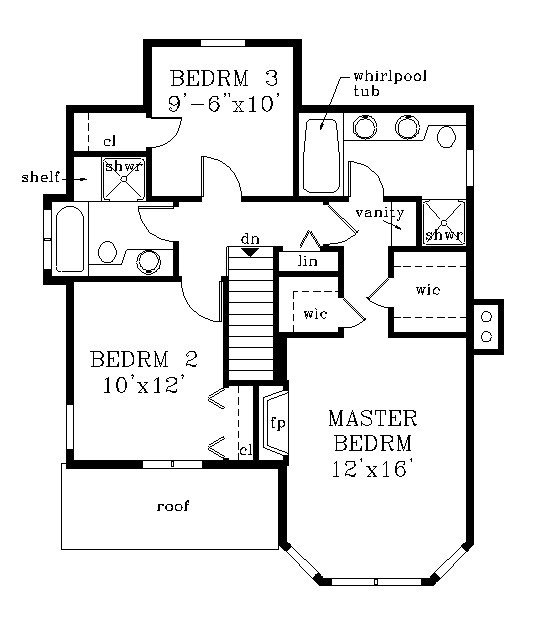 BEDRM 3
9'-6"x10'
whirlpool
tub
cl
shwr
shelf
vanity
shwr
dn
lin
wic
wic
BEDRM 2
10'x12'
MASTER
BEDRM
12'x16'
fp
cl
roof